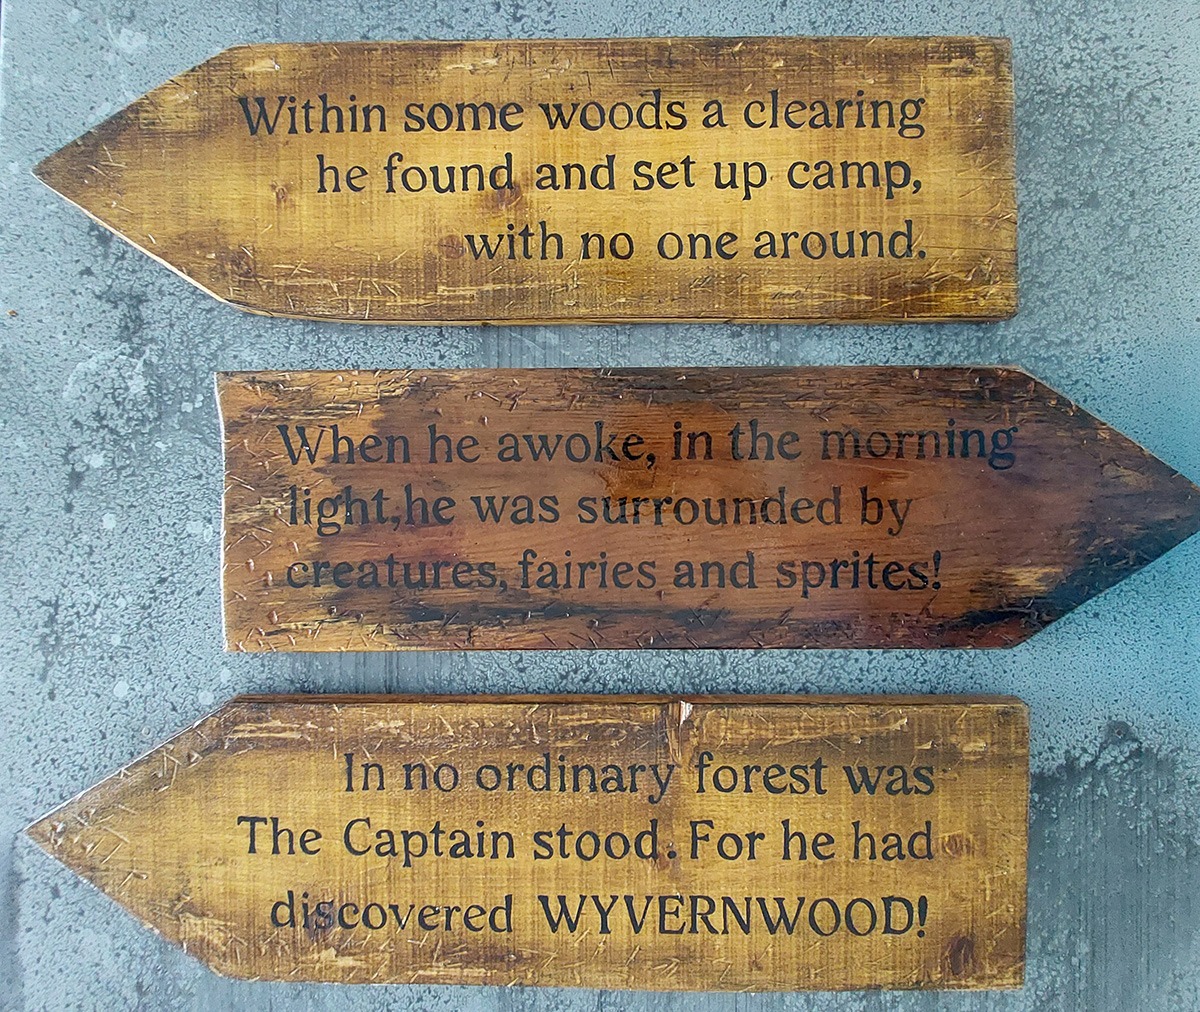 Within some woods a clearing
he found and set up camp,
with no one around.
When he awoke, in the morning
light,he was surrounded by
creatures, fairies and sprites!
In no ordinary forest was
The Captain stood. For he had
discovered WYVERNWOOD!